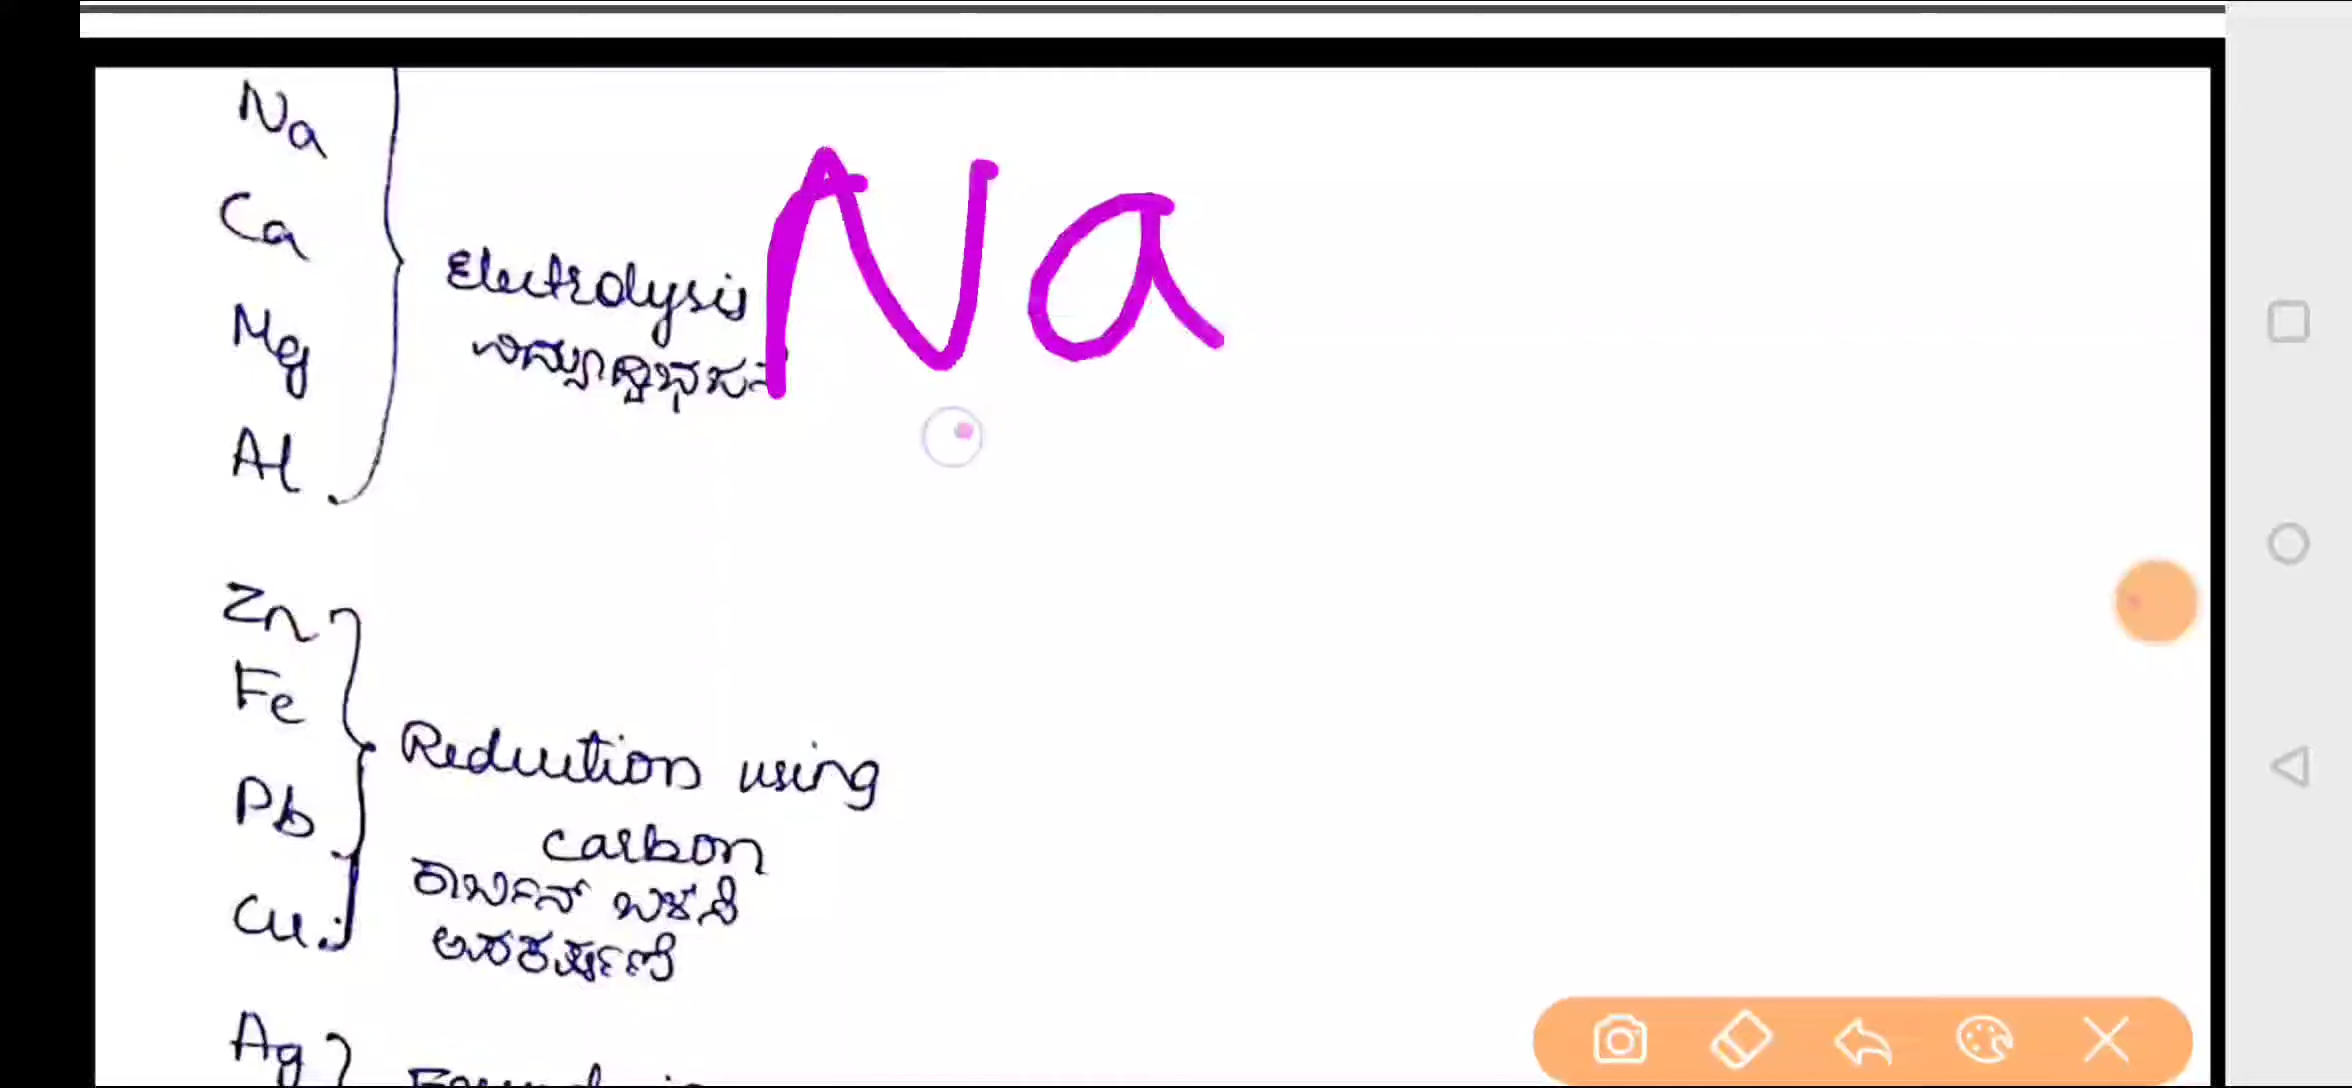 Na
Ca
Electrolysis
ವಿದ್ಯುದ್ವಿಭಜನೆ
Na
Mg
Al
Zn
Fe
Pb
Cu
Reduction using
carbon
ಕಾರ್ಬನ್ ಬಳಸಿ
ಅಪಕರ್ಷಣೆ
Ag